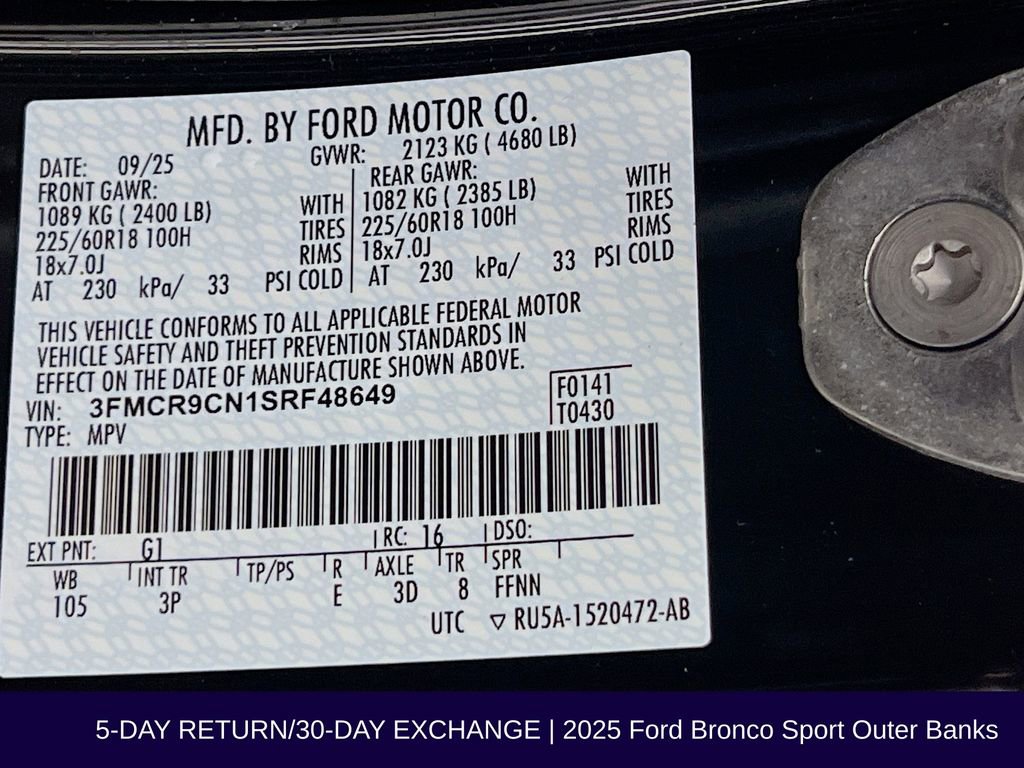 MFD. BY FORD MOTOR CO.
DATE: 09/25 GVWR: 2123 KG ( 4680 LB)
FRONT GAWR: REAR GAWR:
1089 KG ( 2400 LB) WITH 1082 KG ( 2385 LB) WITH
225/60R18 100H TIRES 225/60R18 100H TIRES
18x7.0J RIMS 18x7.0J RIMS
AT 230 kPa/ 33 PSI COLD AT 230 kPa/ 33 PSI COLD
THIS VEHICLE CONFORMS TO ALL APPLICABLE FEDERAL MOTOR
VEHICLE SAFETY AND THEFT PREVENTION STANDARDS IN
EFFECT ON THE DATE OF MANUFACTURE SHOWN ABOVE.
VIN: 3FMCR9CN1SRF48649 F0141
TYPE: MPV T0430
EXT PNT: G1 RC: 16 DSO:
WB INT TR TP/PS R AXLE TR SPR
105 3P E 3D 8 FFNN
UTC ▽ RU5A-1520472-AB
5-DAY RETURN/30-DAY EXCHANGE | 2025 Ford Bronco Sport Outer Banks